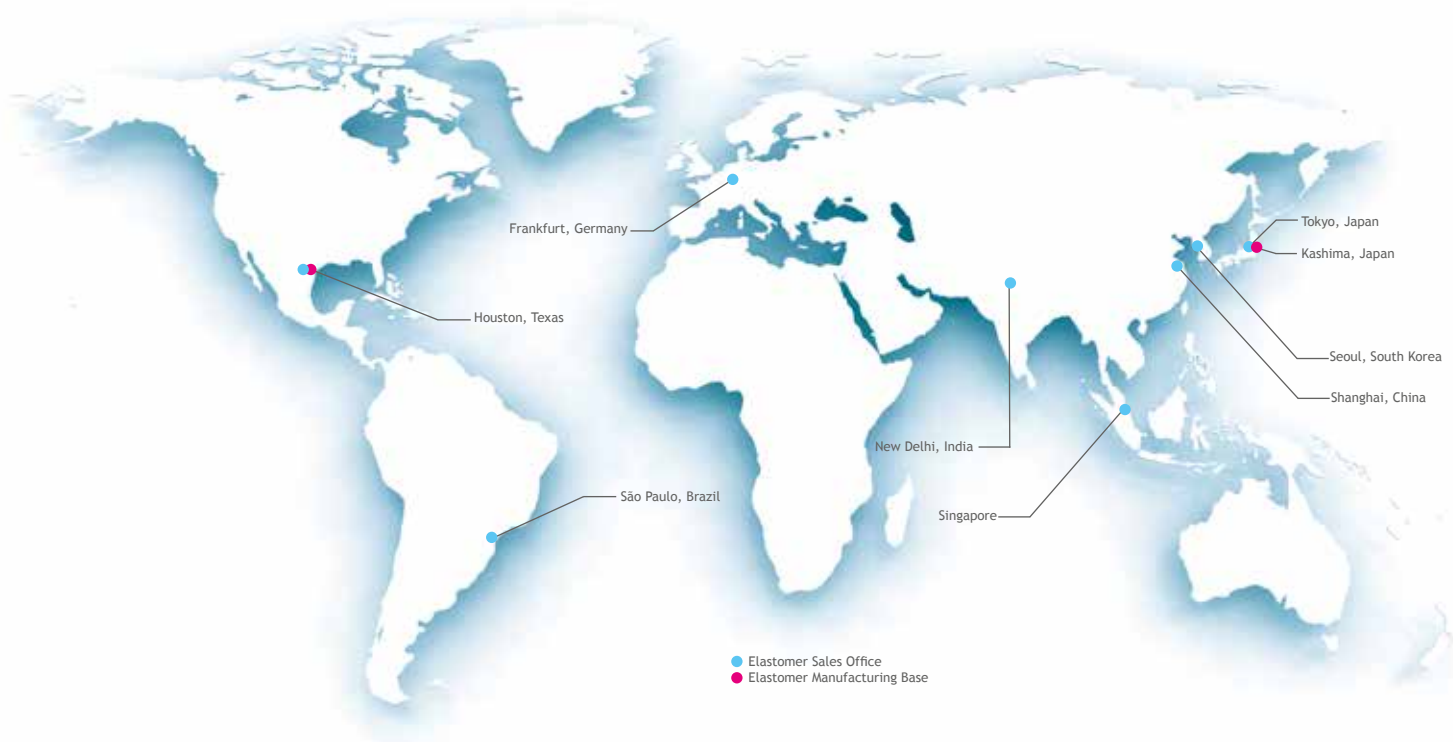 Tokyo, Japan
Frankfurt, Germany
Kashima, Japan
Houston, Texas
Seoul, South Korea
Shanghai, China
New Delhi, India
São Paulo, Brazil
Singapore
Elastomer Sales Office
Elastomer Manufacturing Base